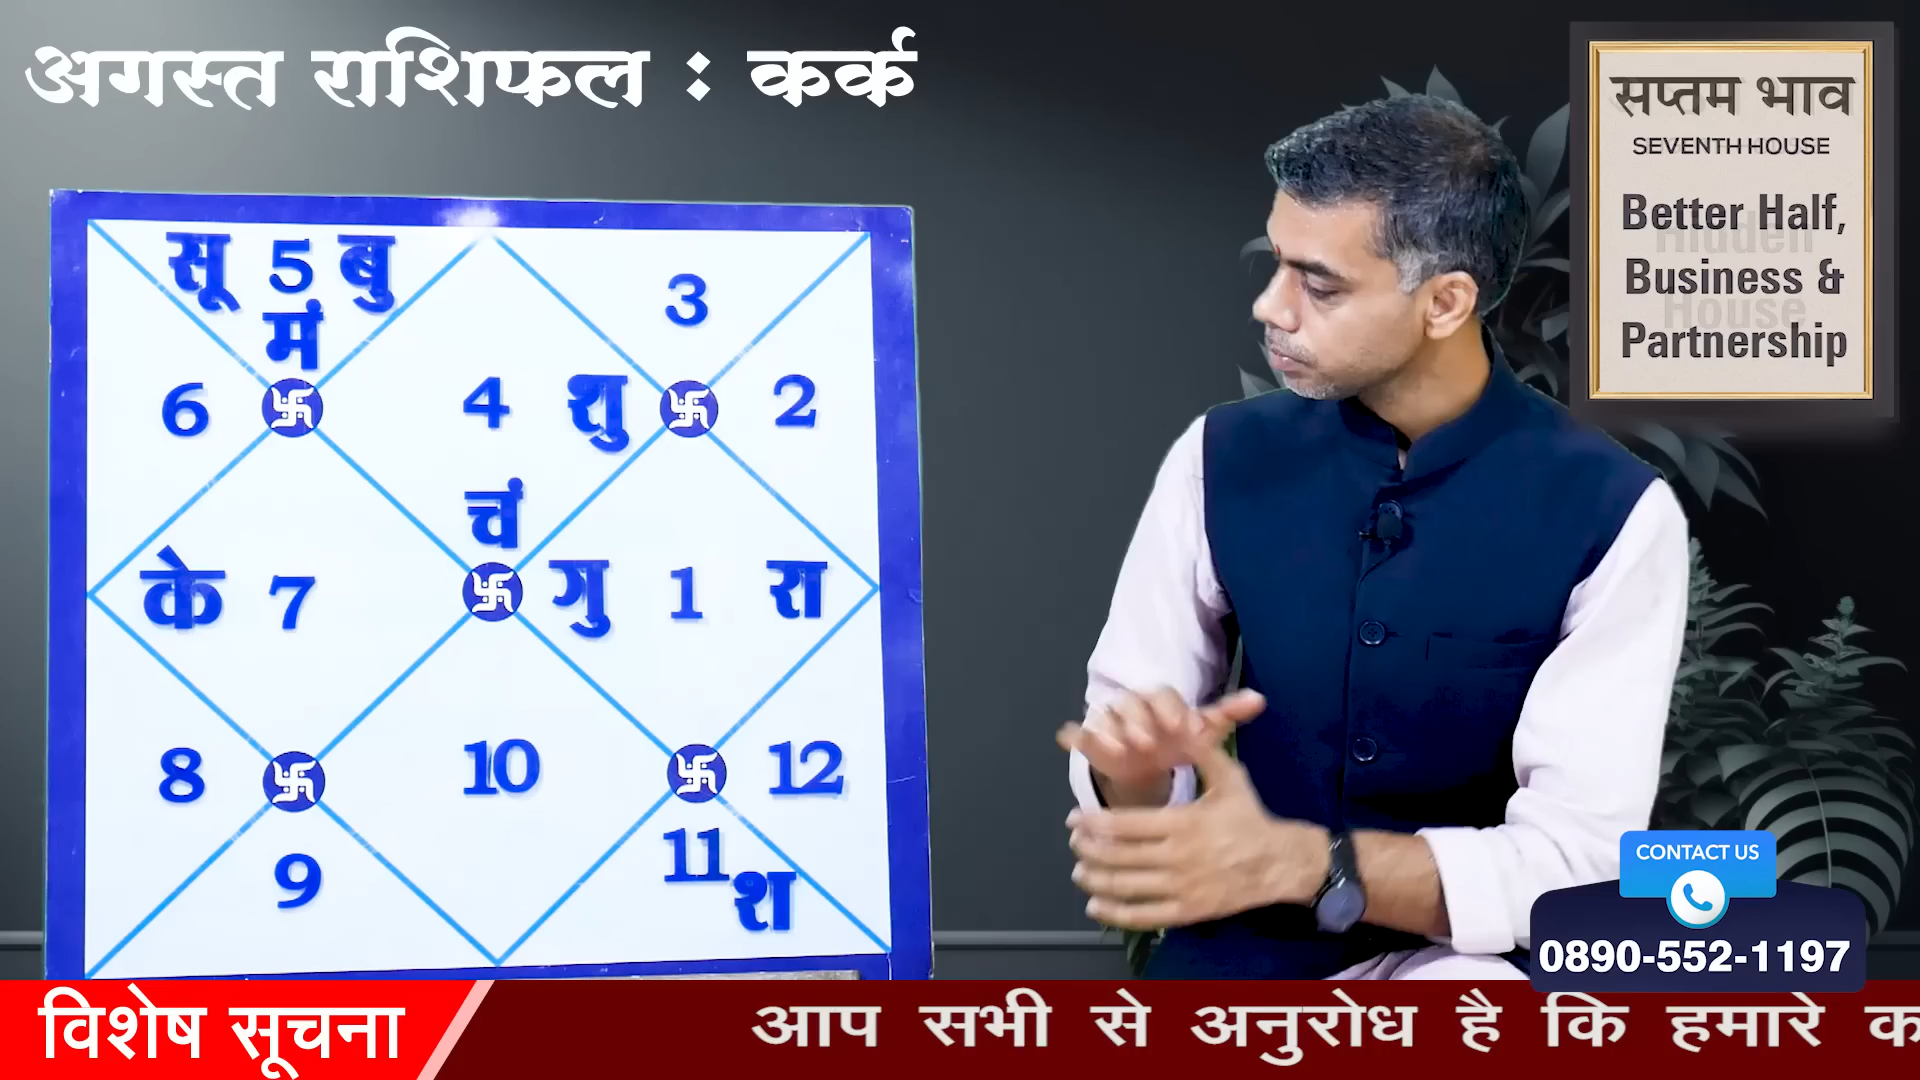 अगस्त राशिफल : कर्क
सप्तम भाव
SEVENTH HOUSE
Better Half,
Business &
Partnership
सू 5 बु
मं
3
6
4 शु
2
चं
के 7
गु 1 रा
8
10
12
9
11 श
CONTACT US
0890-552-1197
विशेष सूचना
आप सभी से अनुरोध है कि हमारे क